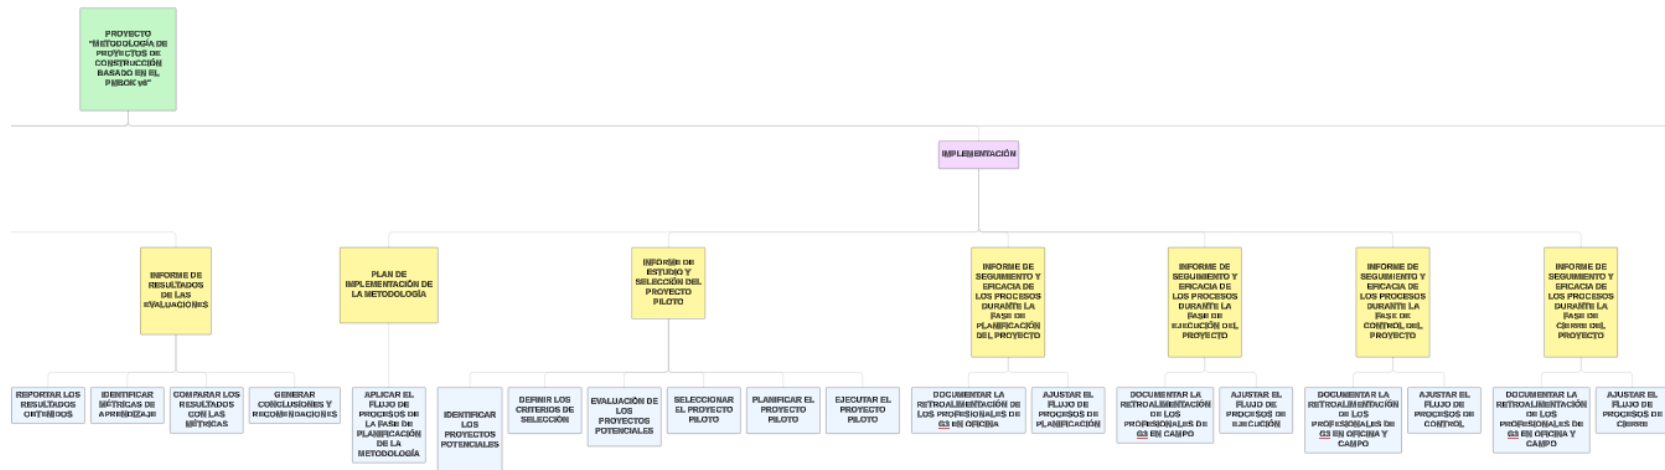 PROYECTO
"METODOLOGÍA DE
PROYECTOS DE
CONSTRUCCIÓN
BASADO EN EL
PMBOK V6"
IMPLEMENTACIÓN
INFORME DE
RESULTADOS
DE LAS
EVALUACIONES
PLAN DE
IMPLEMENTACIÓN DE
LA METODOLOGÍA
INFORME DE
ESTUDIO Y
SELECCIÓN DEL
PROYECTO
PILOTO
INFORME DE
SEGUIMIENTO Y
EFICACIA DE
LOS PROCESOS
DURANTE LA
FASE DE
PLANIFICACIÓN
DEL PROYECTO
INFORME DE
SEGUIMIENTO Y
EFICACIA DE
LOS PROCESOS
DURANTE LA
FASE DE
EJECUCIÓN DEL
PROYECTO
INFORME DE
SEGUIMIENTO Y
EFICACIA DE
LOS PROCESOS
DURANTE LA
FASE DE
CONTROL DEL
PROYECTO
INFORME DE
SEGUIMIENTO Y
EFICACIA DE
LOS PROCESOS
DURANTE LA
FASE DE
CIERRE DEL
PROYECTO
REPORTAR LOS
RESULTADOS
OBTENIDOS
IDENTIFICAR
MÉTRICAS DE
APRENDIZAJE
COMPARAR LOS
RESULTADOS
CON LAS
MÉTRICAS
GENERAR
CONCLUSIONES Y
RECOMENDACIONES
APLICAR EL
FLUJO DE
PROCESOS DE
LA FASE DE
PLANIFICACIÓN
DE LA
METODOLOGÍA
IDENTIFICAR
LOS
PROYECTOS
POTENCIALES
DEFINIR LOS
CRITERIOS DE
SELECCIÓN
EVALUACIÓN DE
LOS
PROYECTOS
POTENCIALES
SELECCIONAR
EL PROYECTO
PILOTO
PLANIFICAR EL
PROYECTO
PILOTO
EJECUTAR EL
PROYECTO
PILOTO
DOCUMENTAR LA
RETROALIMENTACIÓN DE
LOS PROFESIONALES DE
G3 EN OFICINA
AJUSTAR EL
FLUJO DE
PROCESOS DE
PLANIFICACIÓN
DOCUMENTAR LA
RETROALIMENTACIÓN
DE LOS
PROFESIONALES DE
G3 EN CAMPO
AJUSTAR EL
FLUJO DE
PROCESOS DE
EJECUCIÓN
DOCUMENTAR LA
RETROALIMENTACIÓN
DE LOS
PROFESIONALES DE
G3 EN OFICINA Y
CAMPO
AJUSTAR EL
FLUJO DE
PROCESOS DE
CONTROL
DOCUMENTAR LA
RETROALIMENTACIÓN
DE LOS
PROFESIONALES DE
G3 EN OFICINA Y
CAMPO
AJUSTAR EL
FLUJO DE
PROCESOS DE
CIERRE